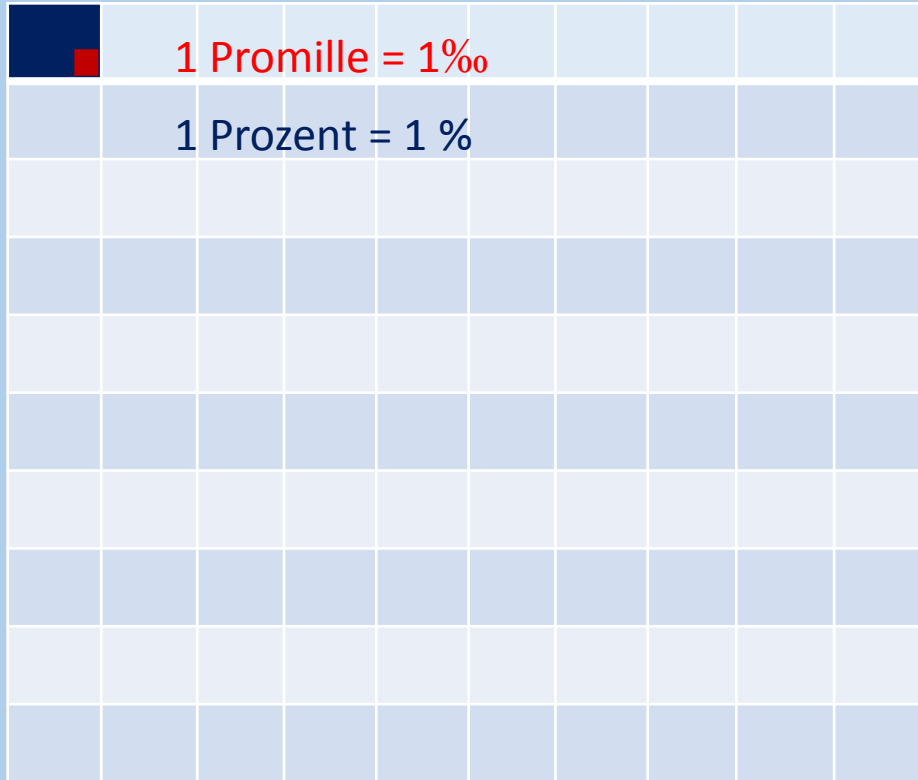 1 Promille = 1‰
1 Prozent = 1 %